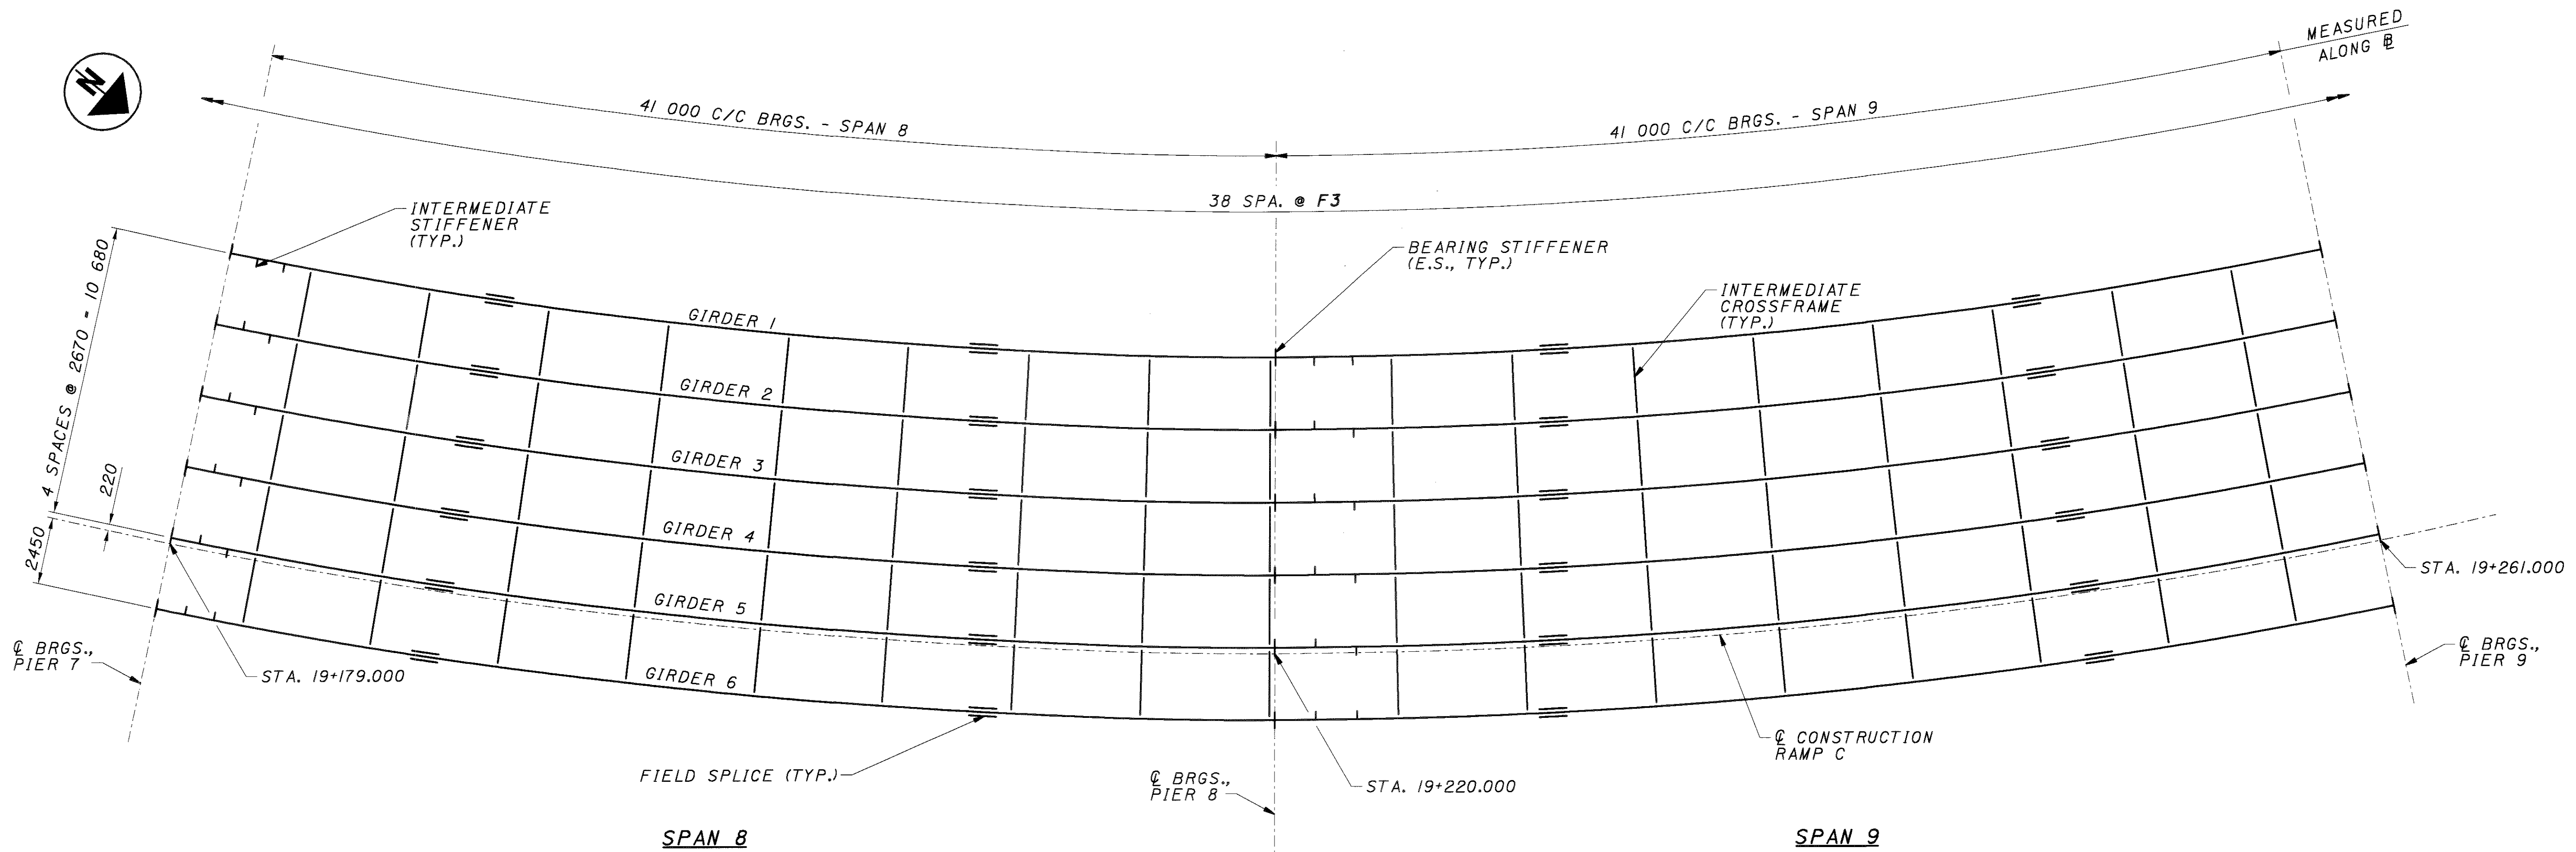 MEASURED
ALONG ⅊
N
41 000 C/C BRGS. - SPAN 8
41 000 C/C BRGS. - SPAN 9
38 SPA. @ F3
INTERMEDIATE
STIFFENER
(TYP.)
BEARING STIFFENER
(E.S., TYP.)
INTERMEDIATE
CROSSFRAME
(TYP.)
4 SPACES @ 2670 - 10 680
220
2450
GIRDER 1
GIRDER 2
GIRDER 3
GIRDER 4
GIRDER 5
GIRDER 6
℄ BRGS.,
PIER 7
STA. 19+179.000
FIELD SPLICE (TYP.)
℄ BRGS.,
PIER 8
STA. 19+220.000
℄ CONSTRUCTION
RAMP C
STA. 19+261.000
℄ BRGS.,
PIER 9
SPAN 8
SPAN 9